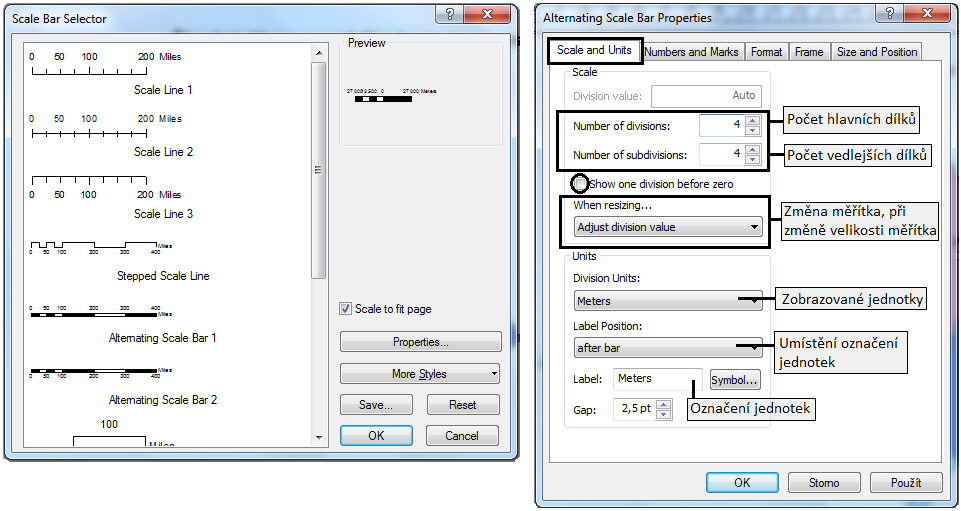 Scale Bar Selector
0 50 100 200 Miles
Scale Line 1
0 50 100 200 Miles
Scale Line 2
0 50 100 200 Miles
Scale Line 3
Miles
0 50 100 200 300 400
Stepped Scale Line
0 50 100 200 300 400
Miles
Alternating Scale Bar 1
Miles
0 50 100 200 300 400
Alternating Scale Bar 2
100
Miles
Preview
27 000 Meters
Scale to fit page
Properties...
More Styles
Save...
Reset
OK
Cancel
Alternating Scale Bar Properties
Scale and Units
Numbers and Marks
Format
Frame
Size and Position
Scale
Division value:
Auto
Number of divisions:
4
Počet hlavních dílků
Number of subdivisions:
4
Počet vedlejších dílků
Show one division before zero
When resizing...
Adjust division value
Změna měřítka, při
změně velikosti měřítka
Units
Division Units:
Meters
Zobrazované jednotky
Label Position:
after bar
Umístění označení
jednotek
Label:
Meters
Symbol...
Označení jednotek
Gap:
2,5 pt
OK
Storno
Použít